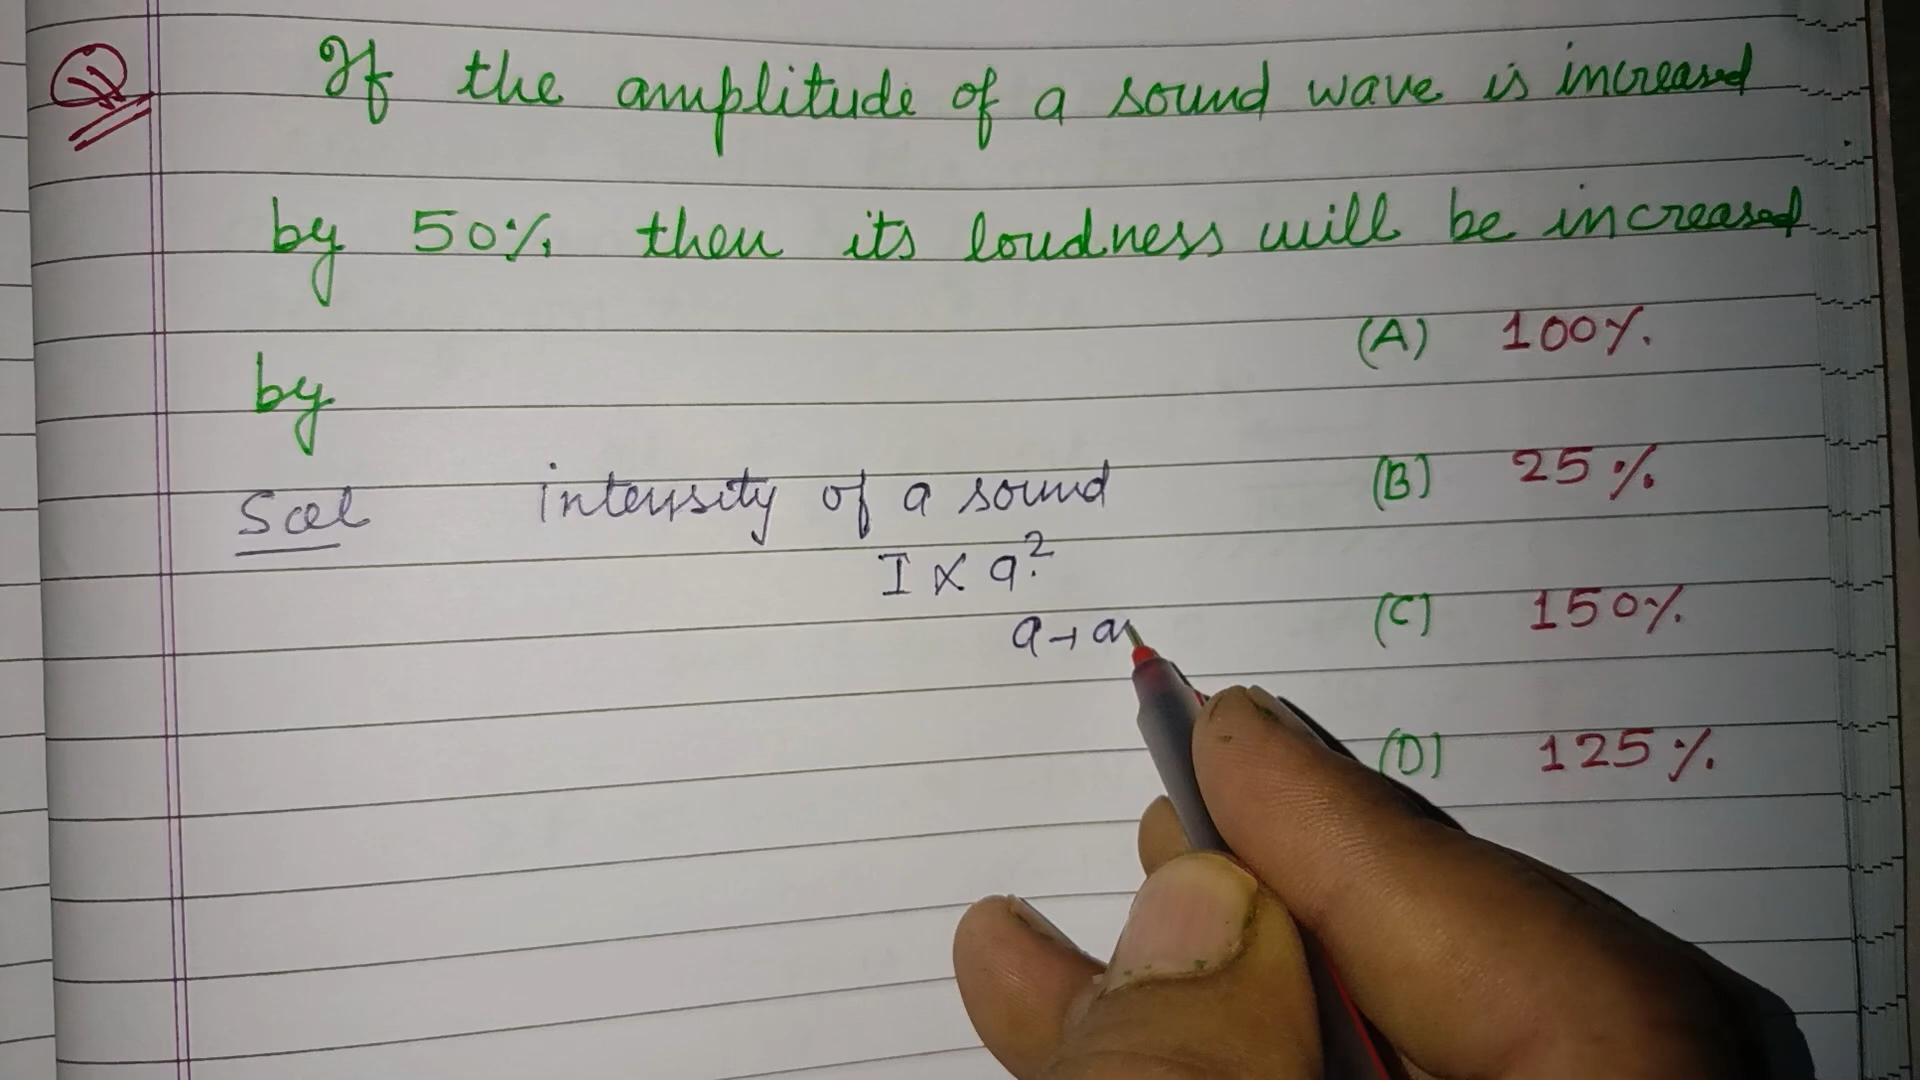 Q If the amplitude of a sound wave is increased
by 50% then its loudness will be increased
by
(A) 100%.
(B) 25%.
(C) 150%.
(D) 125%.
Sol intensity of a sound
I ∝ a².
a → am